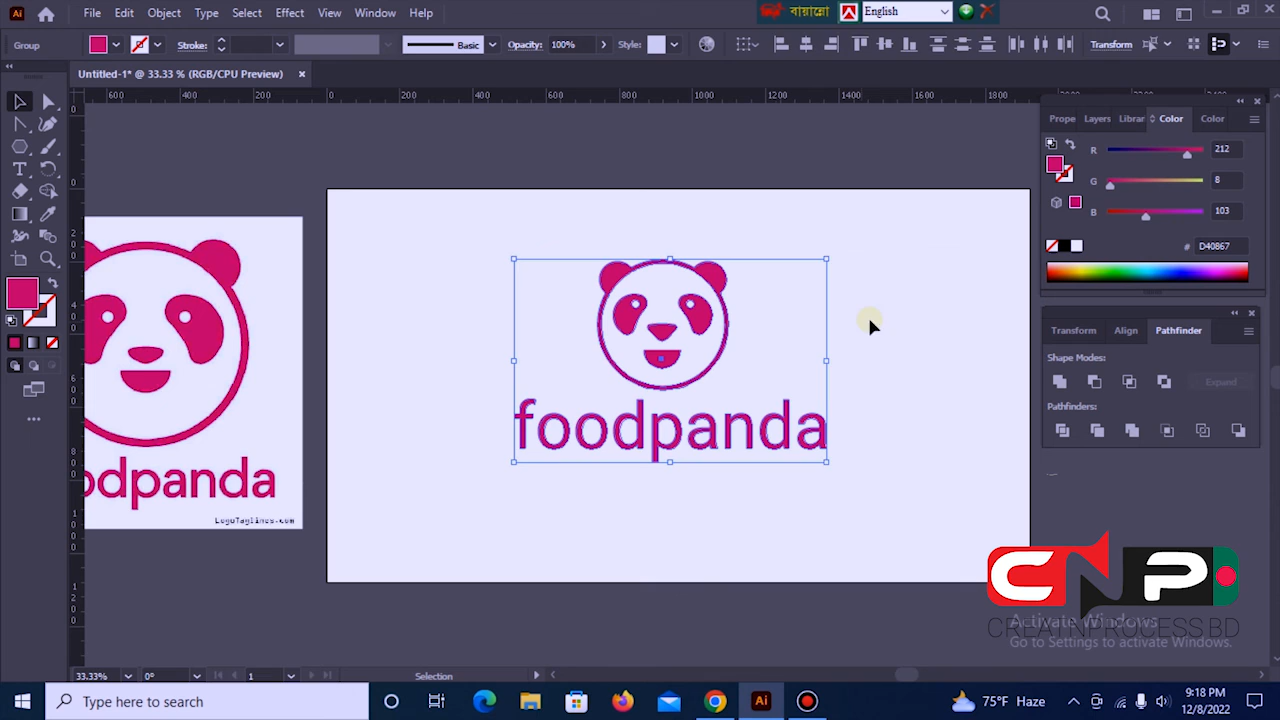 Ai File Edit Object Type Select Effect View Window Help
বায়ান্নো English
Group Stroke: Basic Opacity: 100% Style: Transform
Untitled-1* @ 33.33 % (RGB/CPU Preview) ×
600 400 200 0 200 400 600 800 1000 1200 1400 1600 1800
Prope Layers Librar Color Color
R 212
G 8
B 103
# D40867
foodpanda
odpanda
LogoTaglines.com
Transform Align Pathfinder
Shape Modes:
Expand
Pathfinders:
CNP
CREATN PROCESS BD
Activate Windows
Go to Settings to activate Windows.
33.33% 0° 1 Selection
Type here to search
Ai
75°F Haze
9:18 PM
12/8/2022